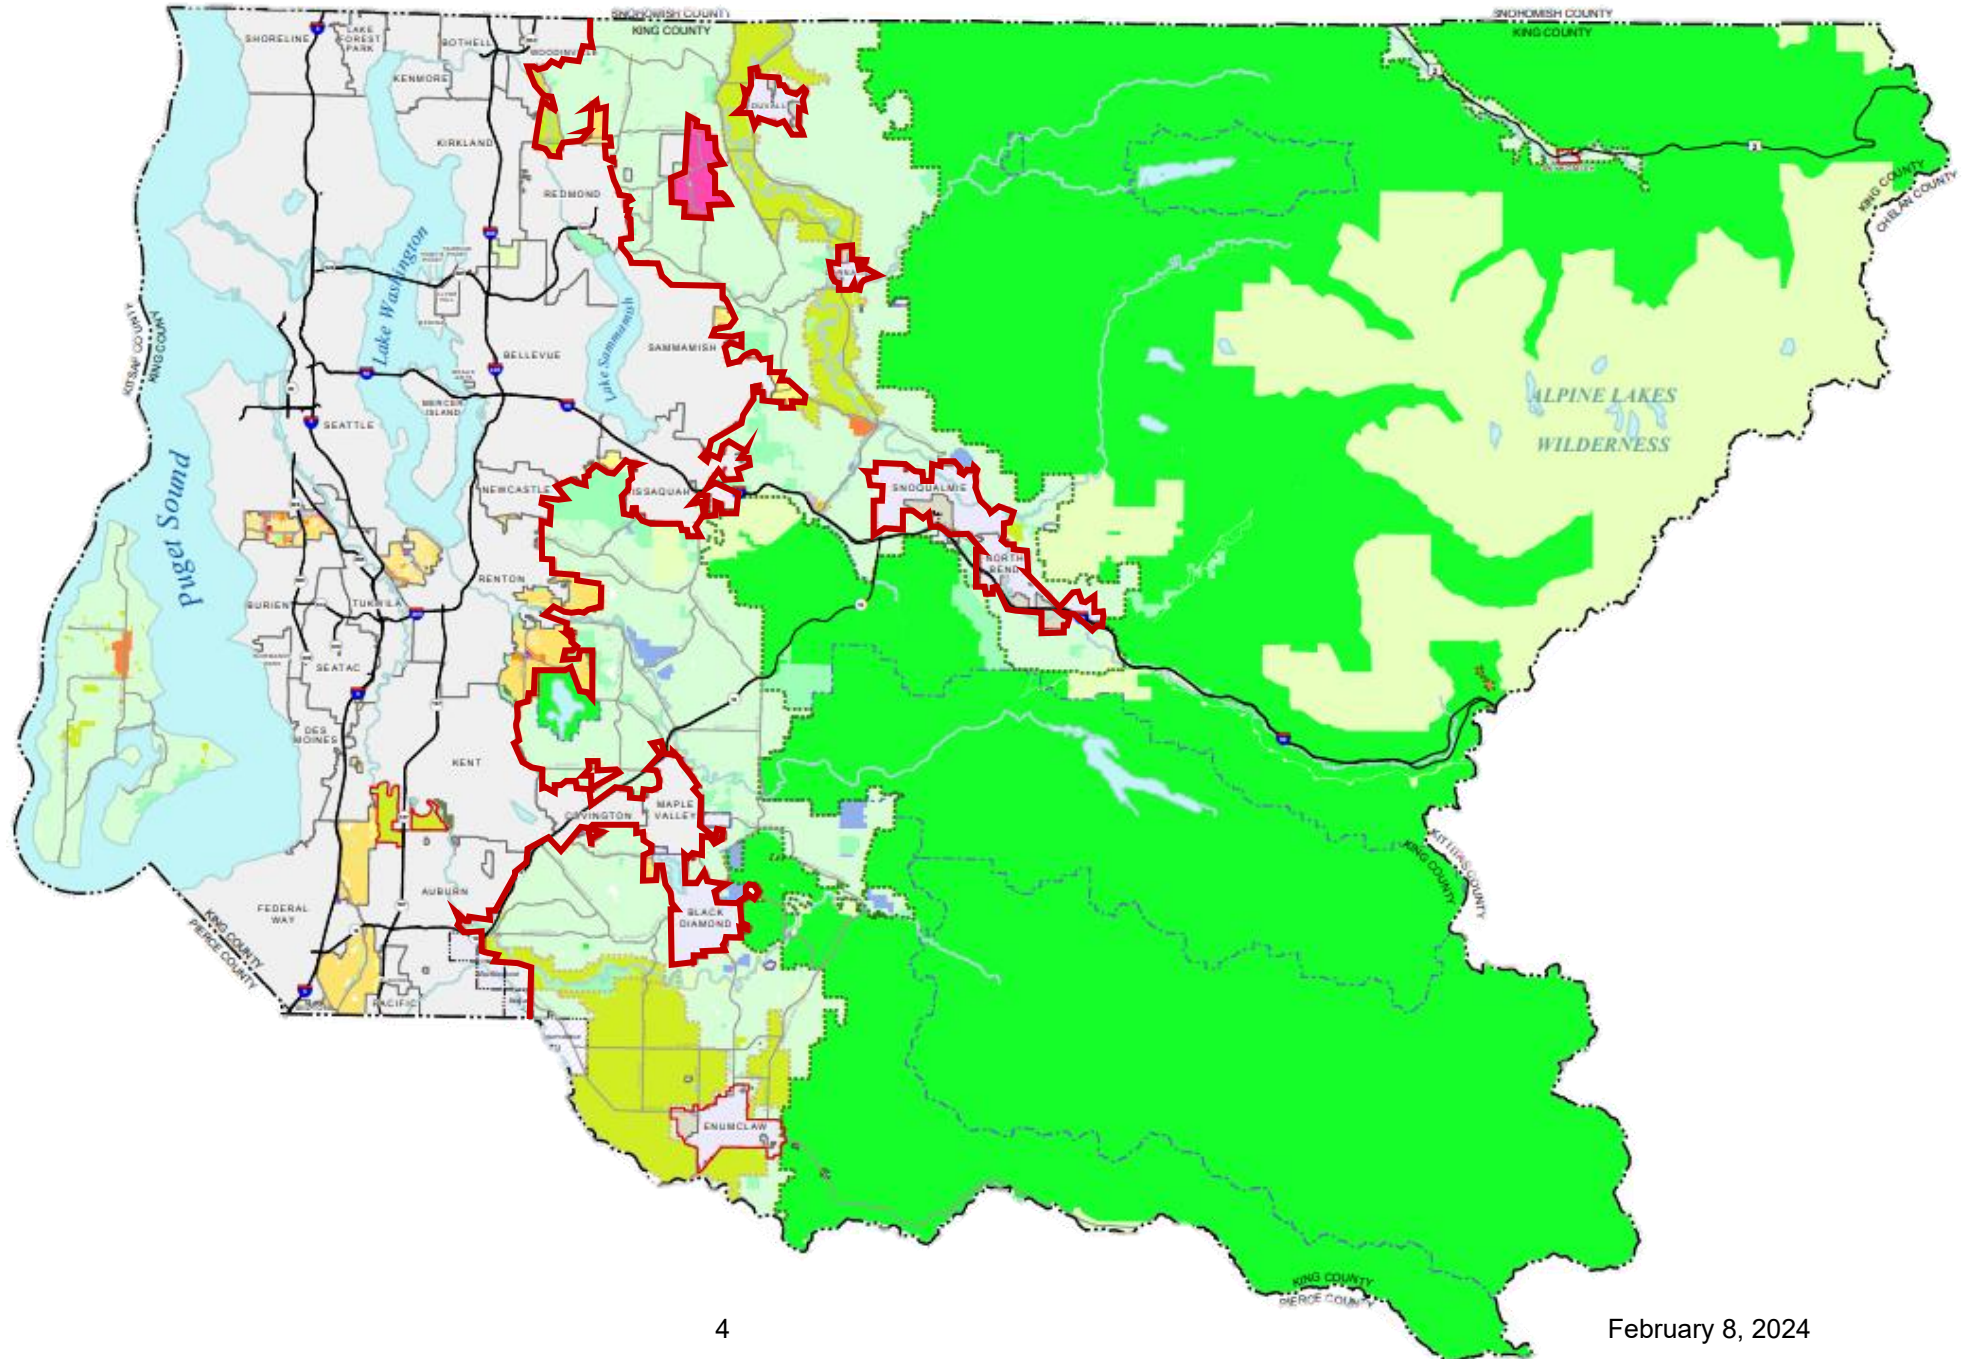 SNOHOMISH COUNTY
KING COUNTY
SNOHOMISH COUNTY
KING COUNTY
SHORELINE
LAKE
FOREST
PARK
BOTHELL
WOODINVILLE
KENMORE
DUVALL
KIRKLAND
REDMOND
KING COUNTY
CHELAN COUNTY
Lake Washington
KITSAP COUNTY
KING COUNTY
Lake Sammamish
SAMMAMISH
BELLEVUE
MERCER
ISLAND
SEATTLE
ALPINE LAKES
WILDERNESS
Puget Sound
NEWCASTLE
ISSAQUAH
SNOQUALMIE
NORTH
BEND
RENTON
BURIEN
TUKWILA
SEATAC
DES
MOINES
KENT
COVINGTON
MAPLE
VALLEY
KITTITAS COUNTY
KING COUNTY
AUBURN
FEDERAL
WAY
BLACK
DIAMOND
KING COUNTY
PIERCE COUNTY
PACIFIC
ENUMCLAW
KING COUNTY
PIERCE COUNTY
4
February 8, 2024